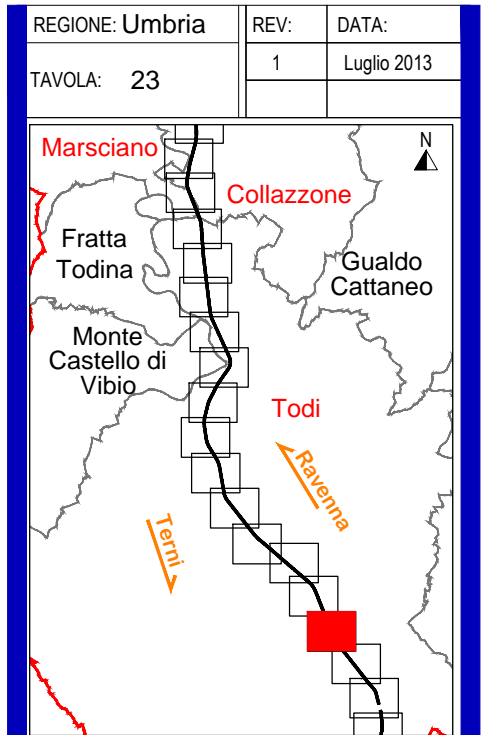 REGIONE: Umbria
REV:
DATA:
TAVOLA: 23
1
Luglio 2013
N
Marsciano
Collazzone
Fratta
Todina
Gualdo
Cattaneo
Monte
Castello di
Vibio
Todi
Ravenna
Terni